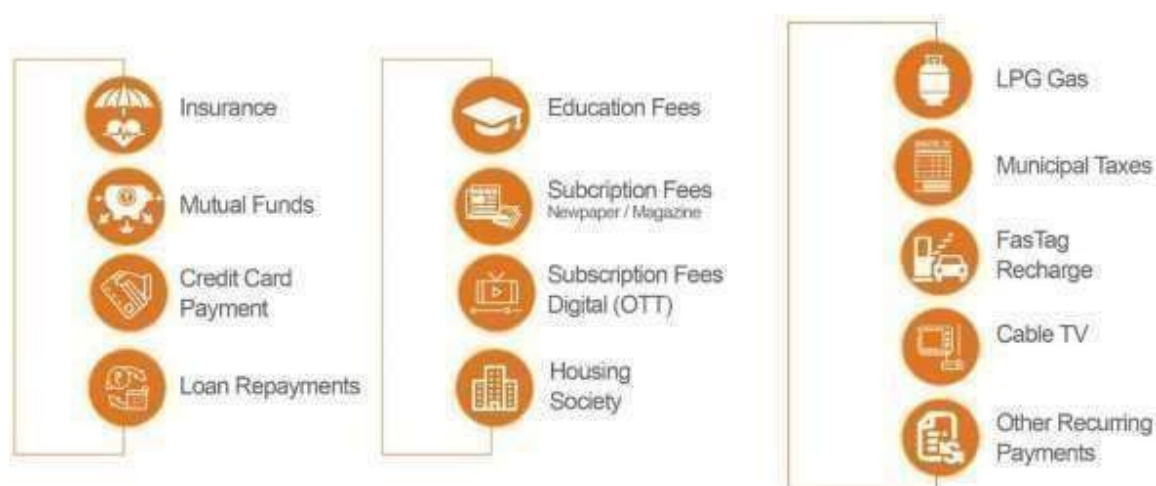 Insurance
Mutual Funds
Credit Card
Payment
Loan Repayments
Education Fees
Subcription Fees
Newpaper / Magazine
Subscription Fees
Digital (OTT)
Housing
Society
LPG Gas
Municipal Taxes
FasTag
Recharge
Cable TV
Other Recurring
Payments